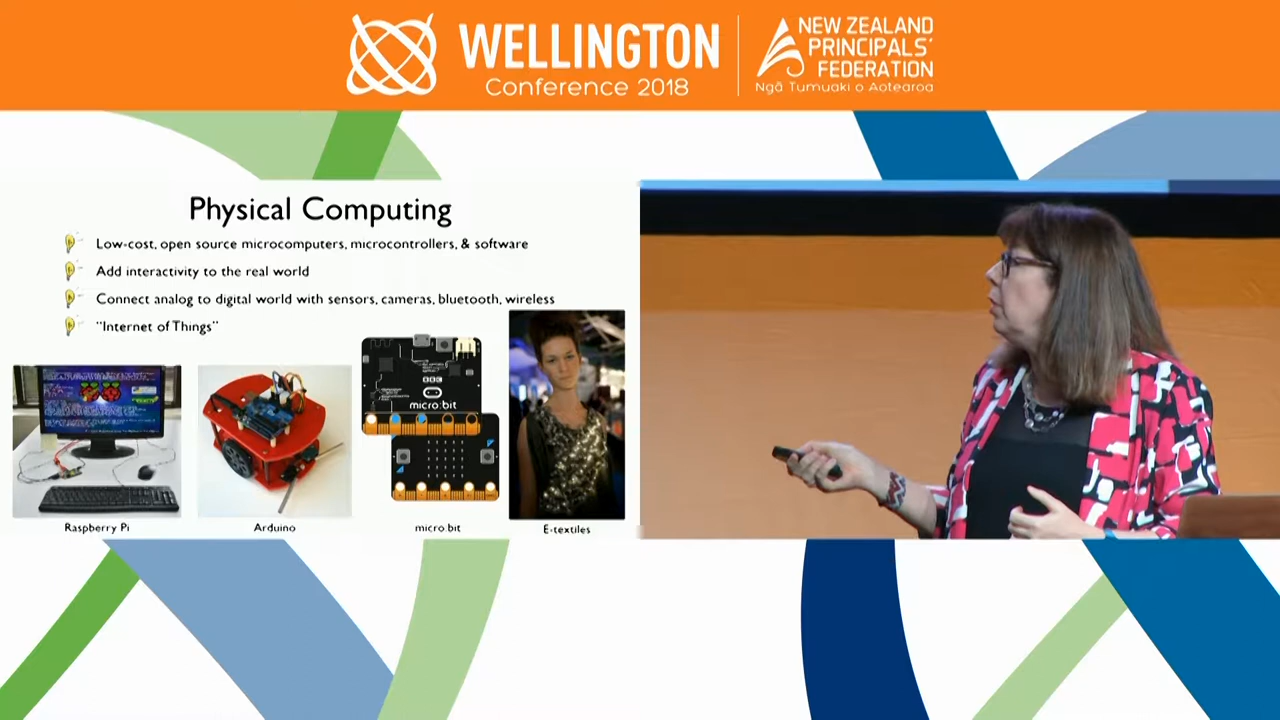 WELLINGTON
Conference 2018
NEW ZEALAND
PRINCIPALS'
FEDERATION
Ngā Tumuaki o Aotearoa
Physical Computing
Low-cost, open source microcomputers, microcontrollers, & software
Add interactivity to the real world
Connect analog to digital world with sensors, cameras, bluetooth, wireless
"Internet of Things"
micro:bit
Raspberry Pi
Arduino
micro:bit
E-textiles